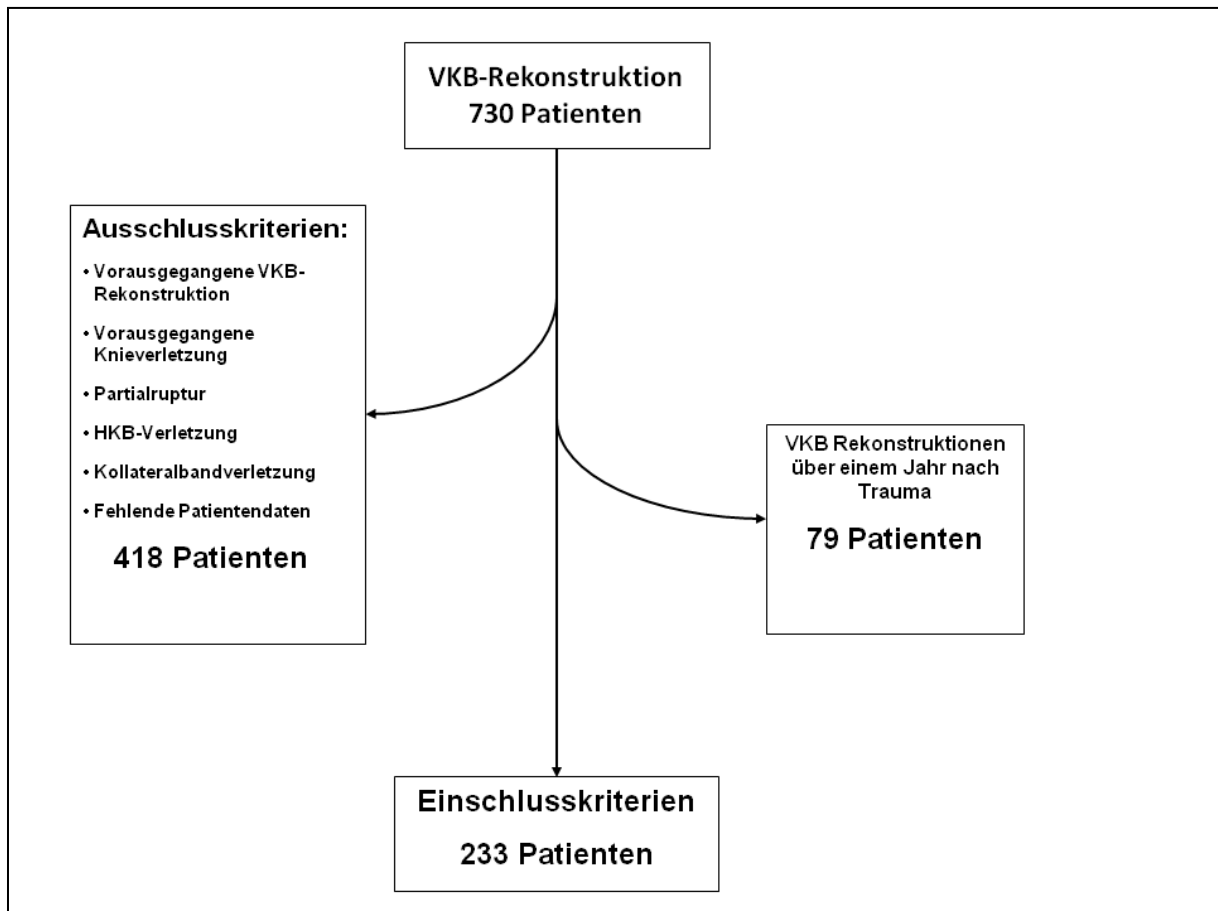 VKB-Rekonstruktion
730 Patienten
Ausschlusskriterien:
• Vorausgegangene VKB-
Rekonstruktion
• Vorausgegangene
Knieverletzung
• Partialruptur
• HKB-Verletzung
• Kollateralbandverletzung
• Fehlende Patientendaten
418 Patienten
VKB Rekonstruktionen
über einem Jahr nach
Trauma
79 Patienten
Einschlusskriterien
233 Patienten